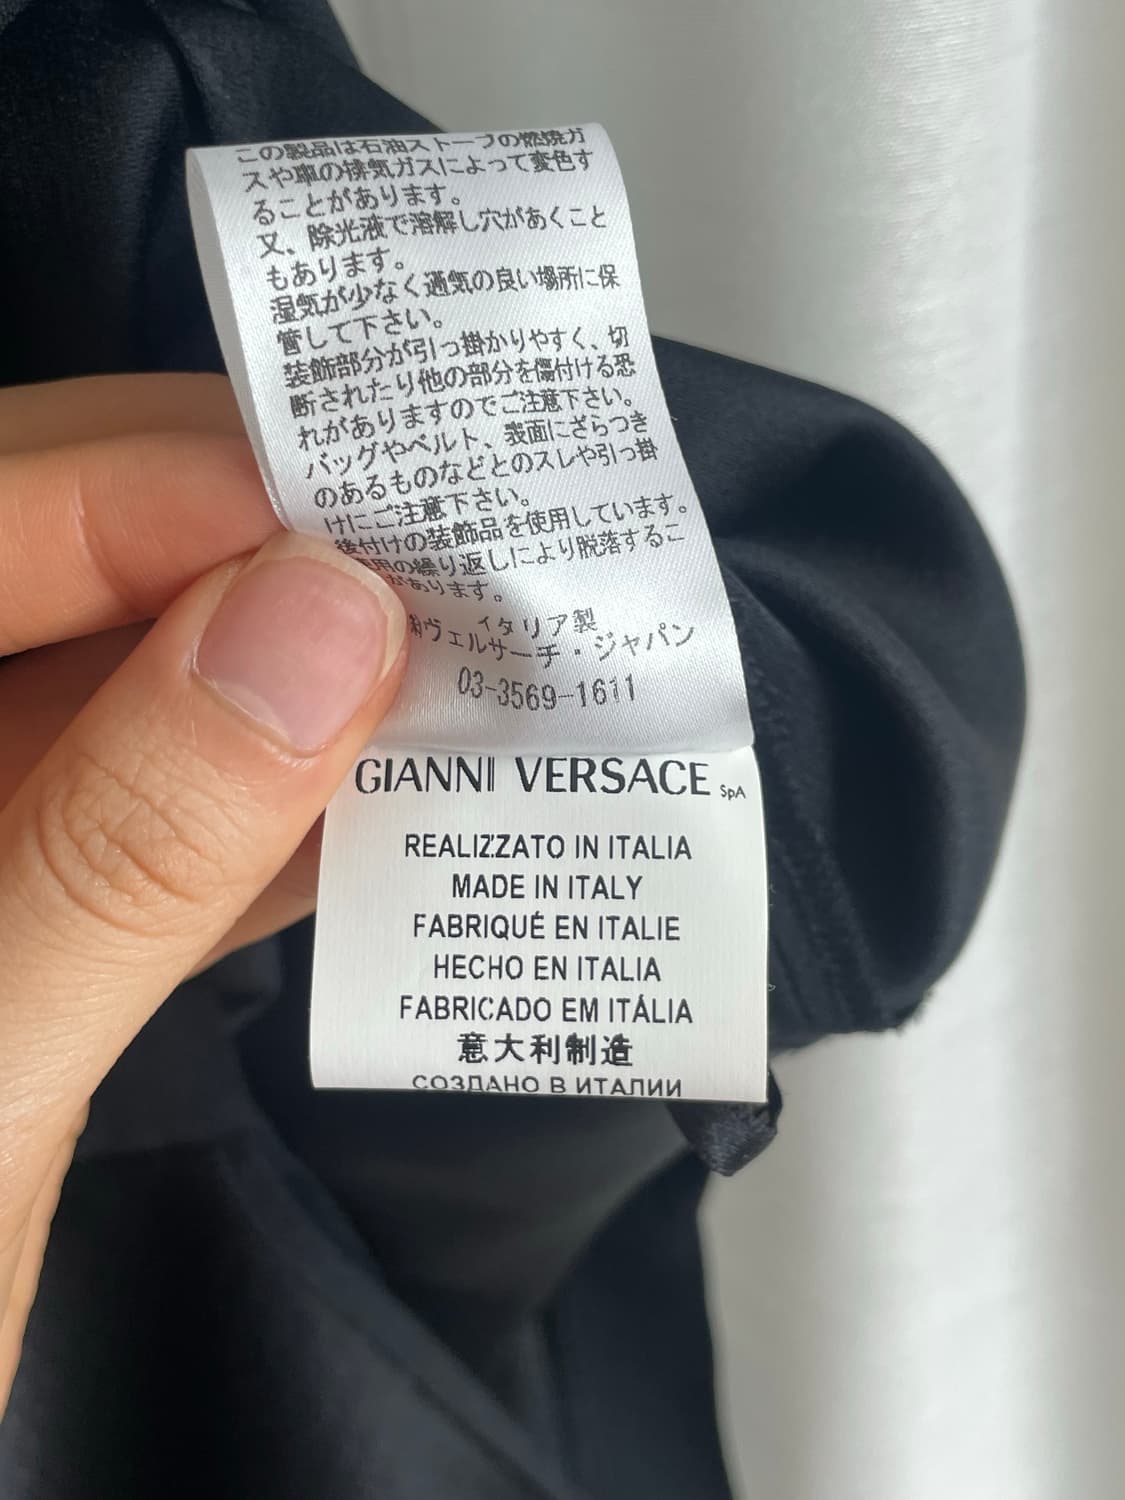 この製品は石油ストーブの燃焼ガ
スや車の排気ガスによって変色す
ることがあります。
又、除光液で溶解し穴があくこと
もあります。
湿気が少なく通気の良い場所に保
管して下さい。
装飾部分が引っ掛かりやすく、切
断されたり他の部分を傷付ける恐
れがありますのでご注意下さい。
バッグやベルト、表面にざらつき
のあるものなどとのスレや引っ掛
けにご注意下さい。
後付けの装飾品を使用しています。
用の繰り返しにより脱落するこ
があります。
イタリア製
㈱ヴェルサーチ・ジャパン
03-3569-1611
GIANNI VERSACE SpA
REALIZZATO IN ITALIA
MADE IN ITALY
FABRIQUÉ EN ITALIE
HECHO EN ITALIA
FABRICADO EM ITÁLIA
意大利制造
СОЗДАНО В ИТАЛИИ